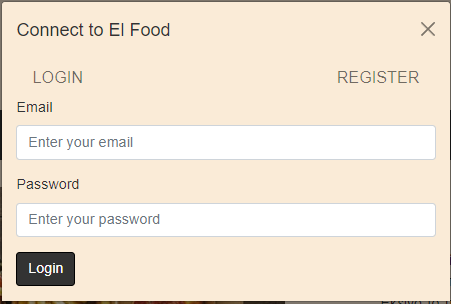 Connect to El Food
LOGIN REGISTER
Email
Enter your email
Password
Enter your password
Login